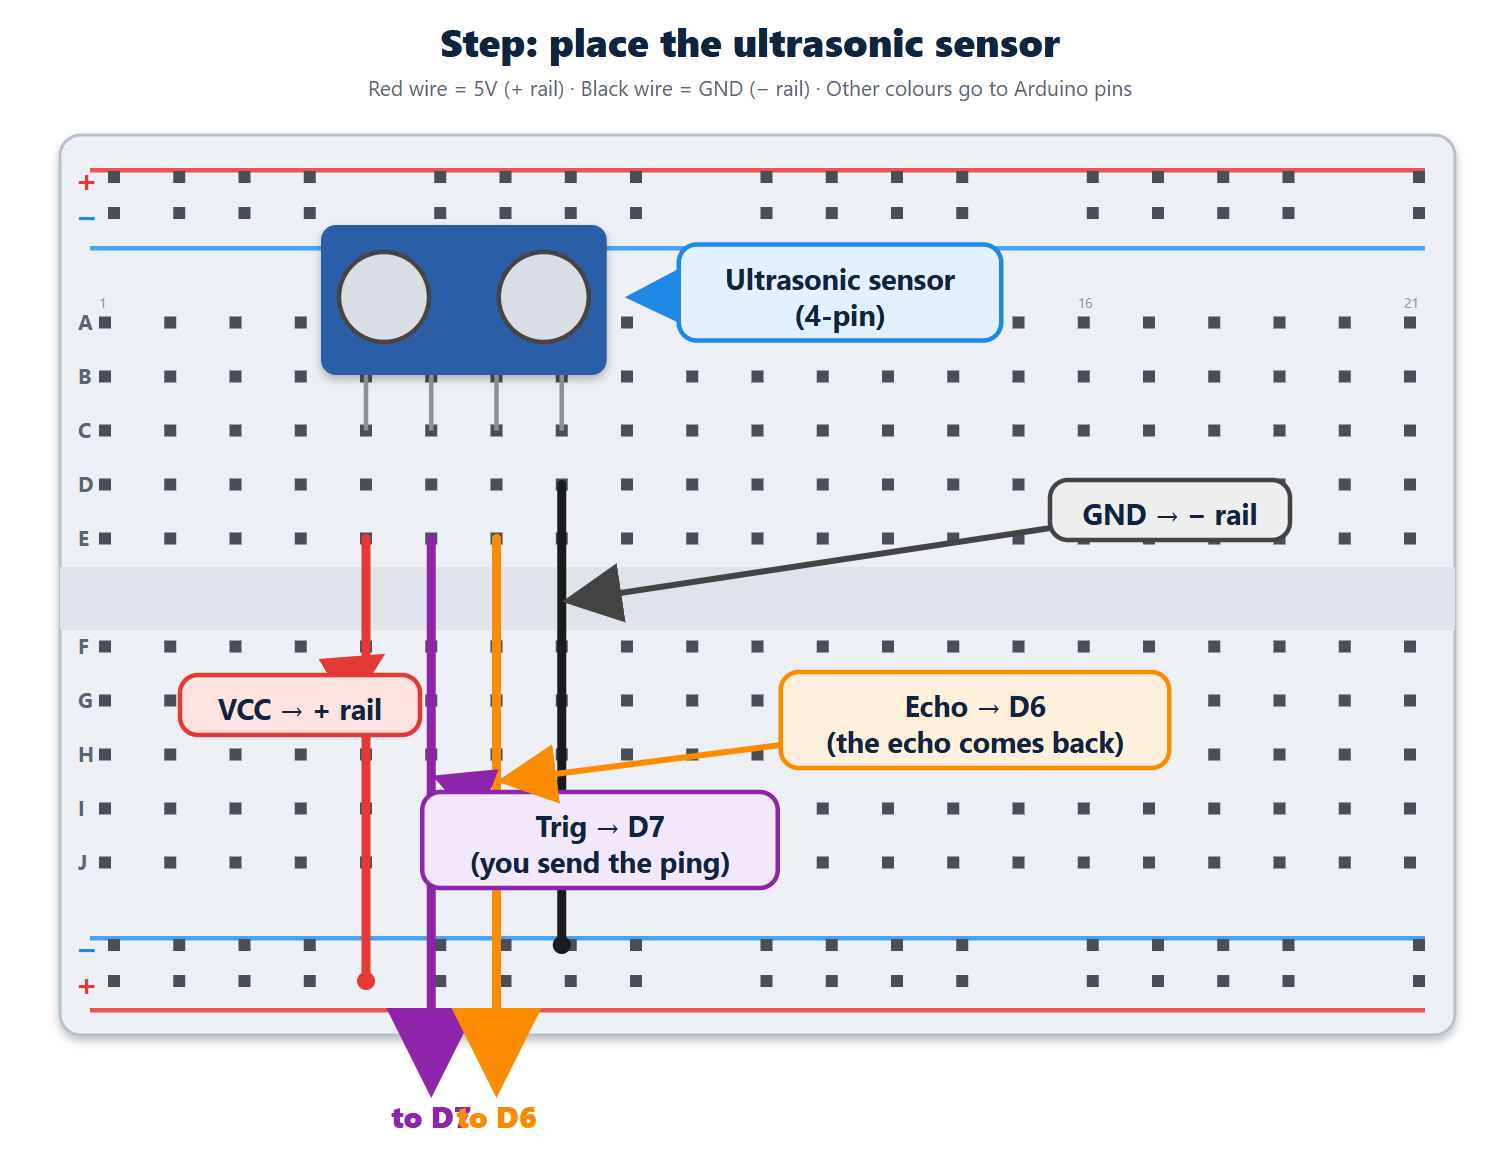 Step: place the ultrasonic sensor
Red wire = 5V (+ rail) · Black wire = GND (− rail) · Other colours go to Arduino pins
+
−
Ultrasonic sensor
(4-pin)
1
16
21
A
B
C
D
GND → − rail
E
F
G
VCC → + rail
Echo → D6
(the echo comes back)
H
I
Trig → D7
(you send the ping)
J
−
+
to D7
to D6